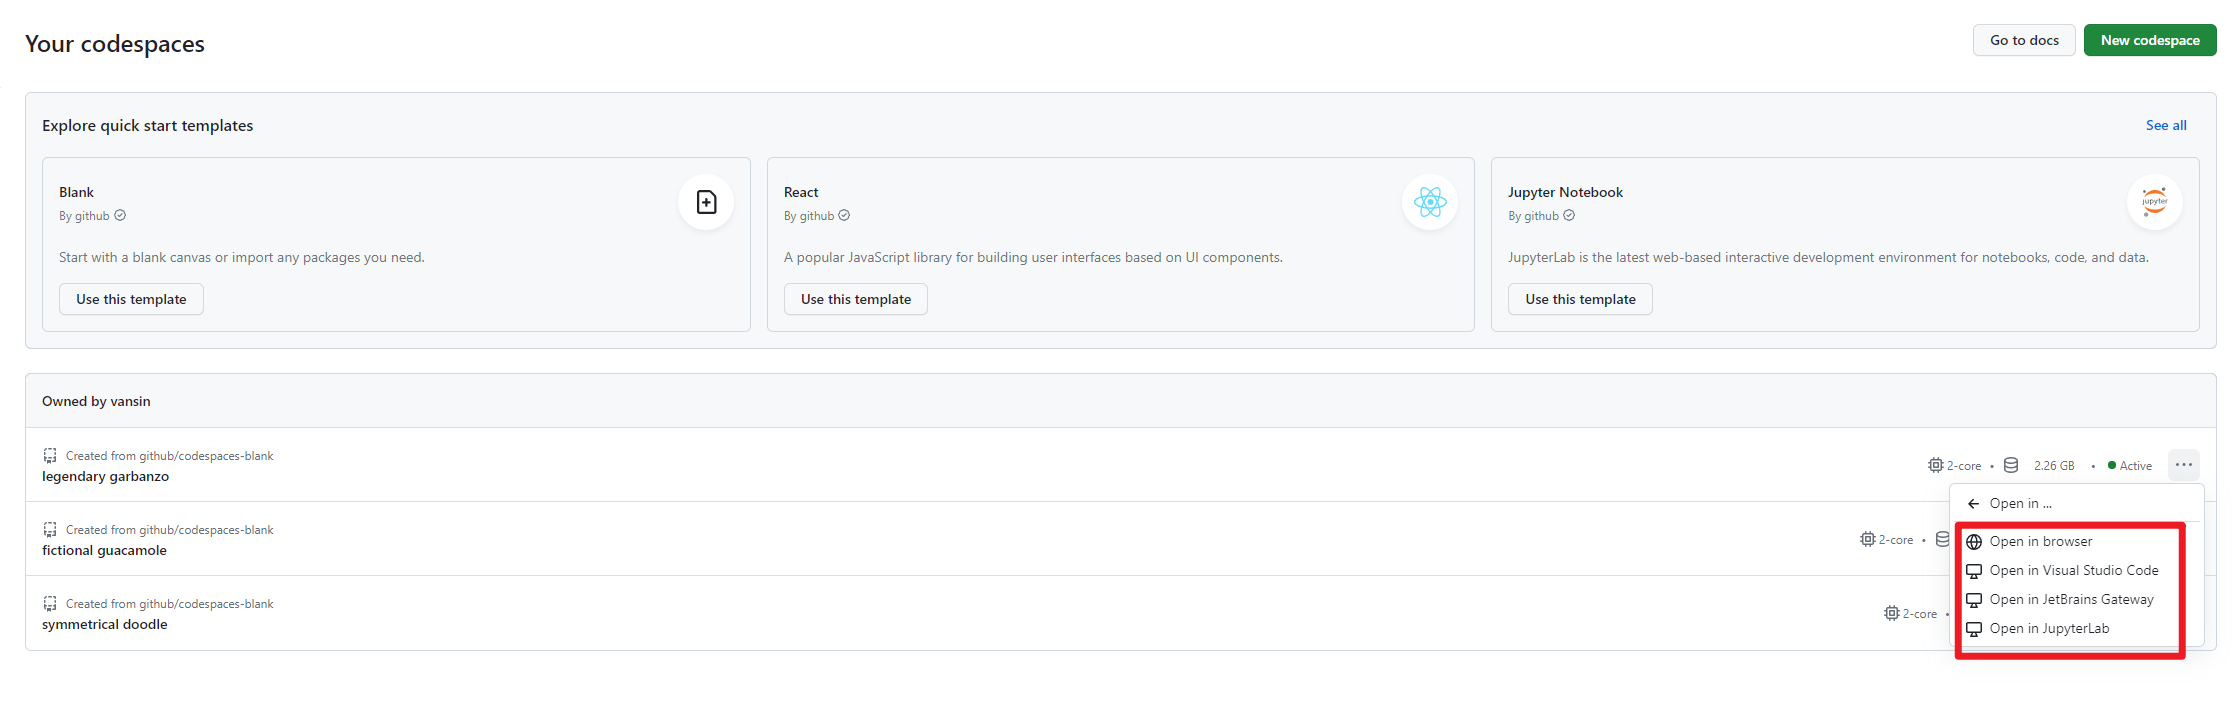 Your codespaces
Go to docs
New codespace
Explore quick start templates
See all
Blank
By github
Start with a blank canvas or import any packages you need.
Use this template
React
By github
A popular JavaScript library for building user interfaces based on UI components.
Use this template
Jupyter Notebook
By github
jupyter
JupyterLab is the latest web-based interactive development environment for notebooks, code, and data.
Use this template
Owned by vansin
Created from github/codespaces-blank
legendary garbanzo
2-core • 2.26 GB • Active
Created from github/codespaces-blank
fictional guacamole
2-core •
Created from github/codespaces-blank
symmetrical doodle
2-core •
Open in ...
Open in browser
Open in Visual Studio Code
Open in JetBrains Gateway
Open in JupyterLab